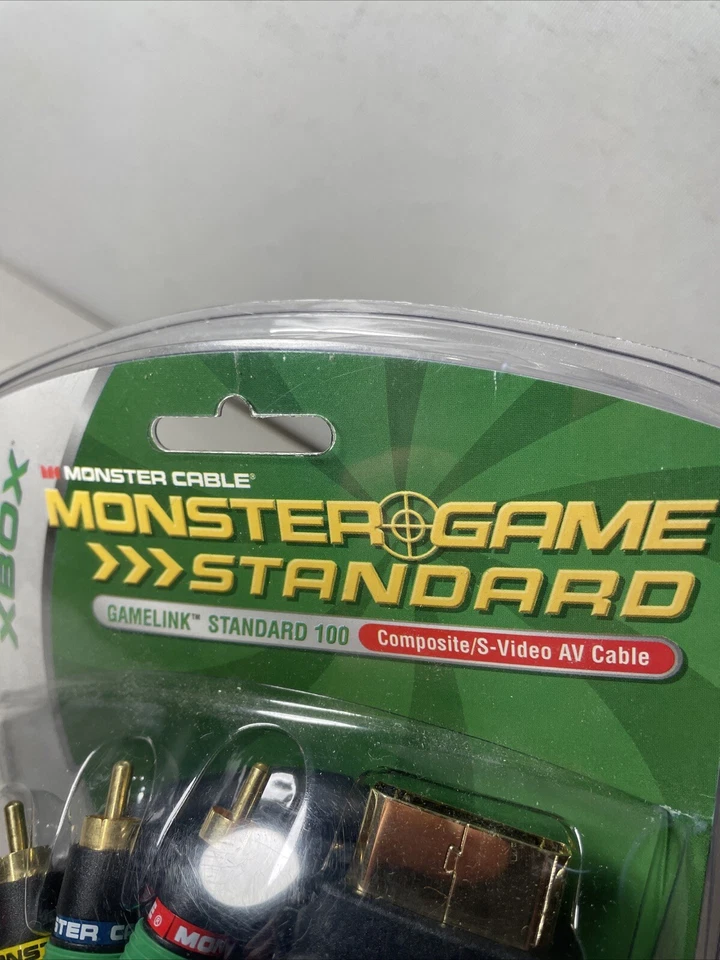 XBOX
MONSTER CABLE®
MONSTER GAME
>>>STANDARD
GAMELINK™ STANDARD 100
Composite/S-Video AV Cable